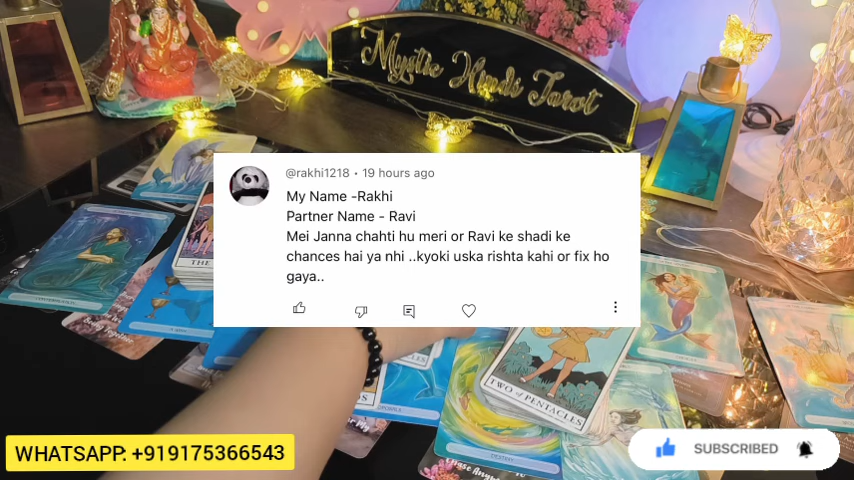 Mystic Hindi Tarot
@rakhi1218 • 19 hours ago
My Name -Rakhi
Partner Name - Ravi
Mei Janna chahti hu meri or Ravi ke shadi ke
chances hai ya nhi ..kyoki uska rishta kahi or fix ho
gaya..
THE
TWO OF PENTACLES
DESTINY
WHATSAPP: +919175366543
SUBSCRIBED